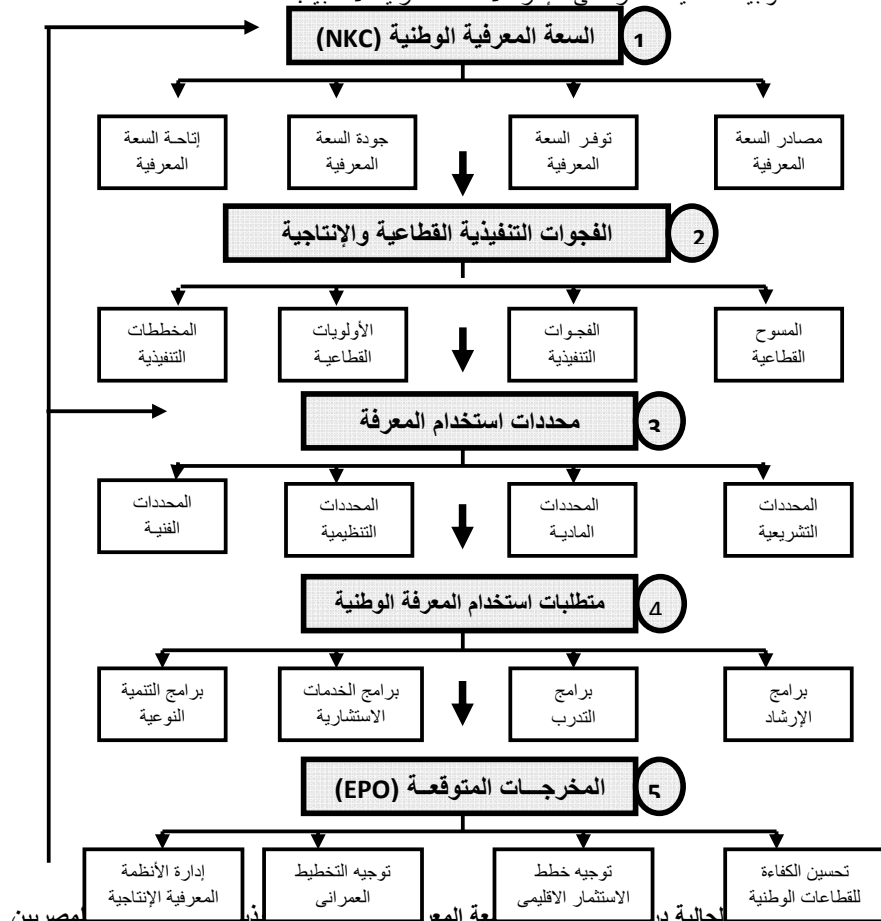 السعة المعرفية الوطنية (NKC)
1
مصادر السعة
المعرفية
توفر السعة
المعرفية
جودة السعة
المعرفية
إتاحة السعة
المعرفية
الفجوات التنفيذية القطاعية والإنتاجية
2
المسوح
القطاعية
الفجوات
التنفيذية
الأولويات
القطاعية
المخططات
التنفيذية
محددات استخدام المعرفة
3
المحددات
التشريعية
المحددات
المادية
المحددات
التنظيمية
المحددات
الفنية
متطلبات استخدام المعرفة الوطنية
4
برامج
الإرشاد
برامج
التدرب
برامج الخدمات
الاستشارية
برامج التنمية
النوعية
المخرجات المتوقعة (EPO)
5
تحسين الكفاءة
للقطاعات الوطنية
توجيه خطط
الاستثمار الاقليمى
توجيه التخطيط
العمرانى
إدارة الأنظمة
المعرفية الإنتاجية